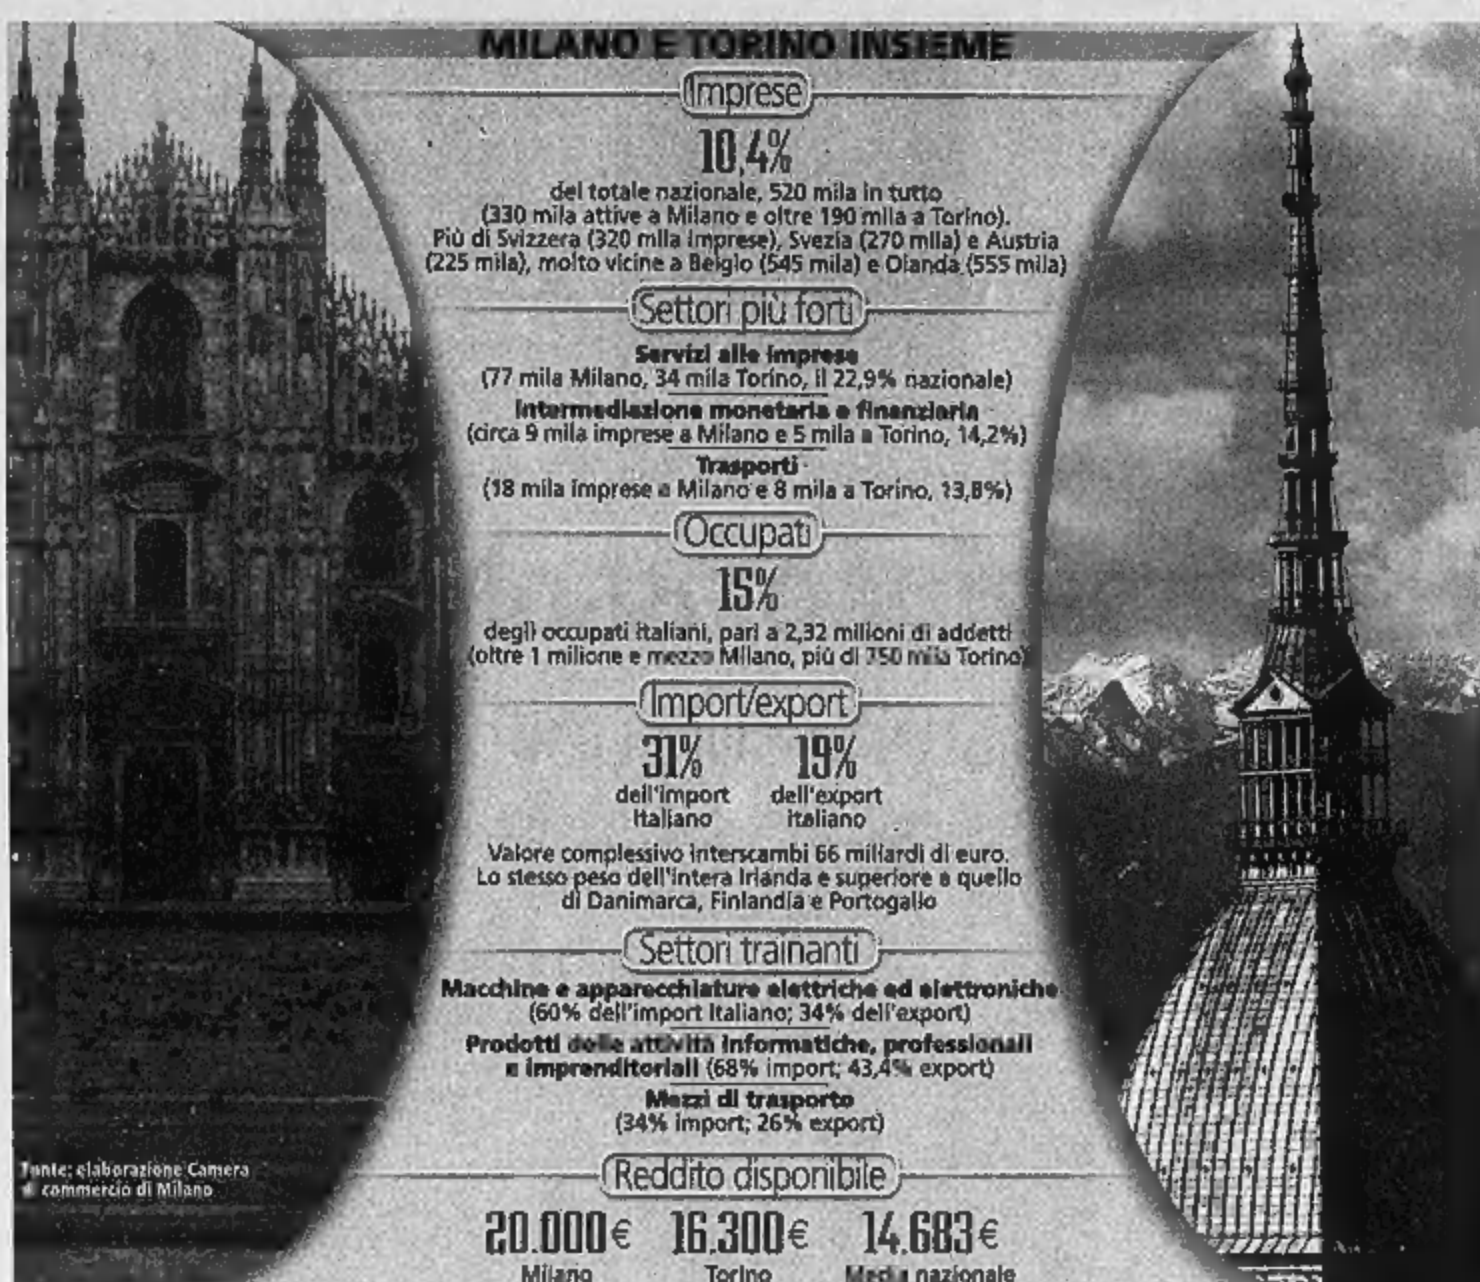 MILANO E TORINO INSIEME
Imprese
10,4%
del totale nazionale, 520 mila in tutto
(330 mila attive a Milano e oltre 190 mila a Torino).
Più di Svizzera (320 mila imprese), Svezia (270 mila) e Austria
(225 mila), molto vicine a Belgio (545 mila) e Olanda (555 mila)
Settori più forti
Servizi alle imprese
(77 mila Milano, 34 mila Torino, il 22,9% nazionale)
Intermediazione monetaria e finanziaria
(circa 9 mila imprese a Milano e 5 mila a Torino, 14,2%)
Trasporti
(18 mila imprese a Milano e 8 mila a Torino, 13,8%)
Occupati
15%
degli occupati italiani, pari a 2,32 milioni di addetti
(oltre 1 milione e mezzo Milano, più di 750 mila Torino)
Import/export
31% 19%
dell'import dell'export
italiano italiano
Valore complessivo interscambi 66 miliardi di euro.
Lo stesso peso dell'intera Irlanda e superiore a quello
di Danimarca, Finlandia e Portogallo
Settori trainanti
Macchine e apparecchiature elettriche ed elettroniche
(60% dell'import italiano; 34% dell'export)
Prodotti delle attività informatiche, professionali
e imprenditoriali (68% import; 43,4% export)
Mezzi di trasporto
(34% import; 26% export)
Reddito disponibile
20.000€ 16.300€ 14.683€
Milano Torino Media nazionale
Fonte: elaborazione Camera
di commercio di Milano